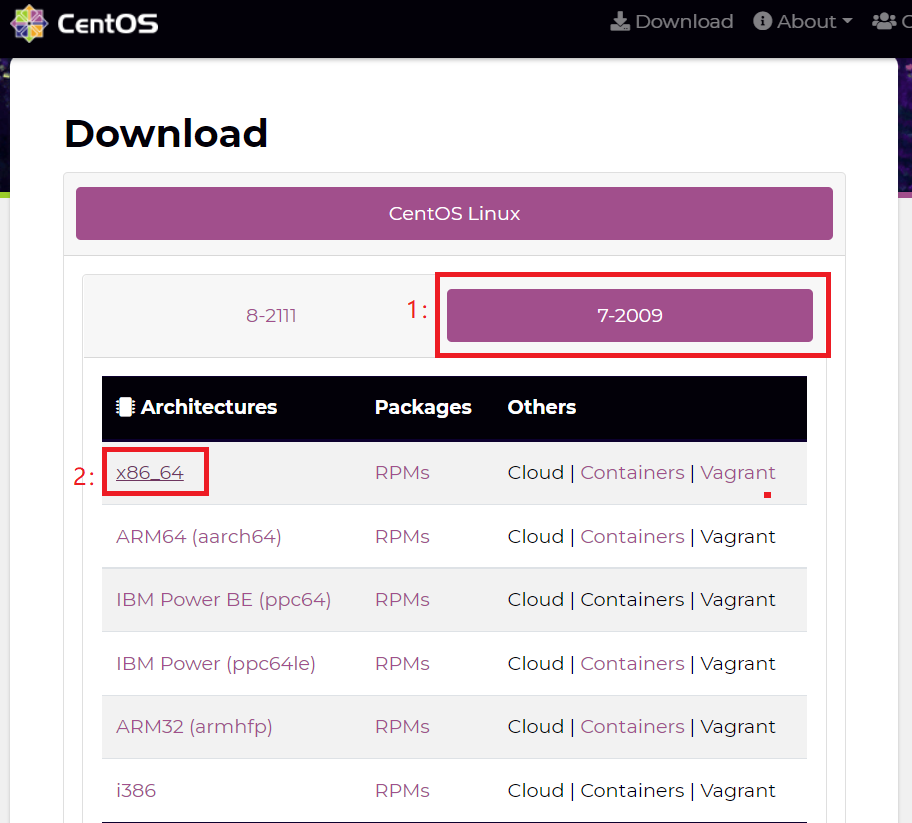 CentOS Download About C
Download
CentOS Linux
8-2111 1: 7-2009
Architectures Packages Others
2: x86_64 RPMs Cloud | Containers | Vagrant
ARM64 (aarch64) RPMs Cloud | Containers | Vagrant
IBM Power BE (ppc64) RPMs Cloud | Containers | Vagrant
IBM Power (ppc64le) RPMs Cloud | Containers | Vagrant
ARM32 (armhfp) RPMs Cloud | Containers | Vagrant
i386 RPMs Cloud | Containers | Vagrant